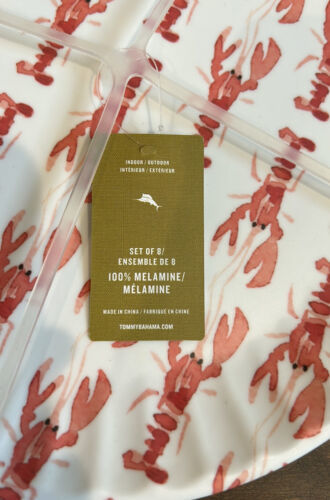 INDOOR / OUTDOOR
INTÉRIEUR / EXTÉRIEUR
SET OF 8/
ENSEMBLE DE 8
100% MELAMINE/
MÉLAMINE
MADE IN CHINA / FABRIQUÉ EN CHINE
TOMMYBAHAMA.COM